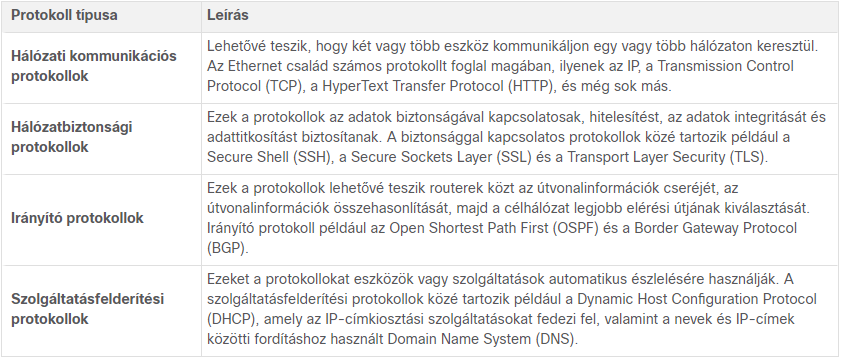 Protokoll típusa
Leírás
Hálózati kommunikációs
protokollok
Lehetővé teszik, hogy két vagy több eszköz kommunikáljon egy vagy több hálózaton keresztül.
Az Ethernet család számos protokollt foglal magában, ilyenek az IP, a Transmission Control
Protocol (TCP), a HyperText Transfer Protocol (HTTP), és még sok más.
Hálózatbiztonsági
protokollok
Ezek a protokollok az adatok biztonságával kapcsolatosak, hitelesítést, az adatok integritását és
adattitkosítást biztosítanak. A biztonsággal kapcsolatos protokollok közé tartozik például a
Secure Shell (SSH), a Secure Sockets Layer (SSL) és a Transport Layer Security (TLS).
Irányító protokollok
Ezek a protokollok lehetővé teszik routerek közt az útvonalinformációk cseréjét, az
útvonalinformációk összehasonlítását, majd a célhálózat legjobb elérési útjának kiválasztását.
Irányító protokoll például az Open Shortest Path First (OSPF) és a Border Gateway Protocol
(BGP).
Szolgáltatásfelderítési
protokollok
Ezeket a protokollokat eszközök vagy szolgáltatások automatikus észlelésére használják. A
szolgáltatásfelderítési protokollok közé tartozik például a Dynamic Host Configuration Protocol
(DHCP), amely az IP-címkiosztási szolgáltatásokat fedezi fel, valamint a nevek és IP-címek
közötti fordításhoz használt Domain Name System (DNS).